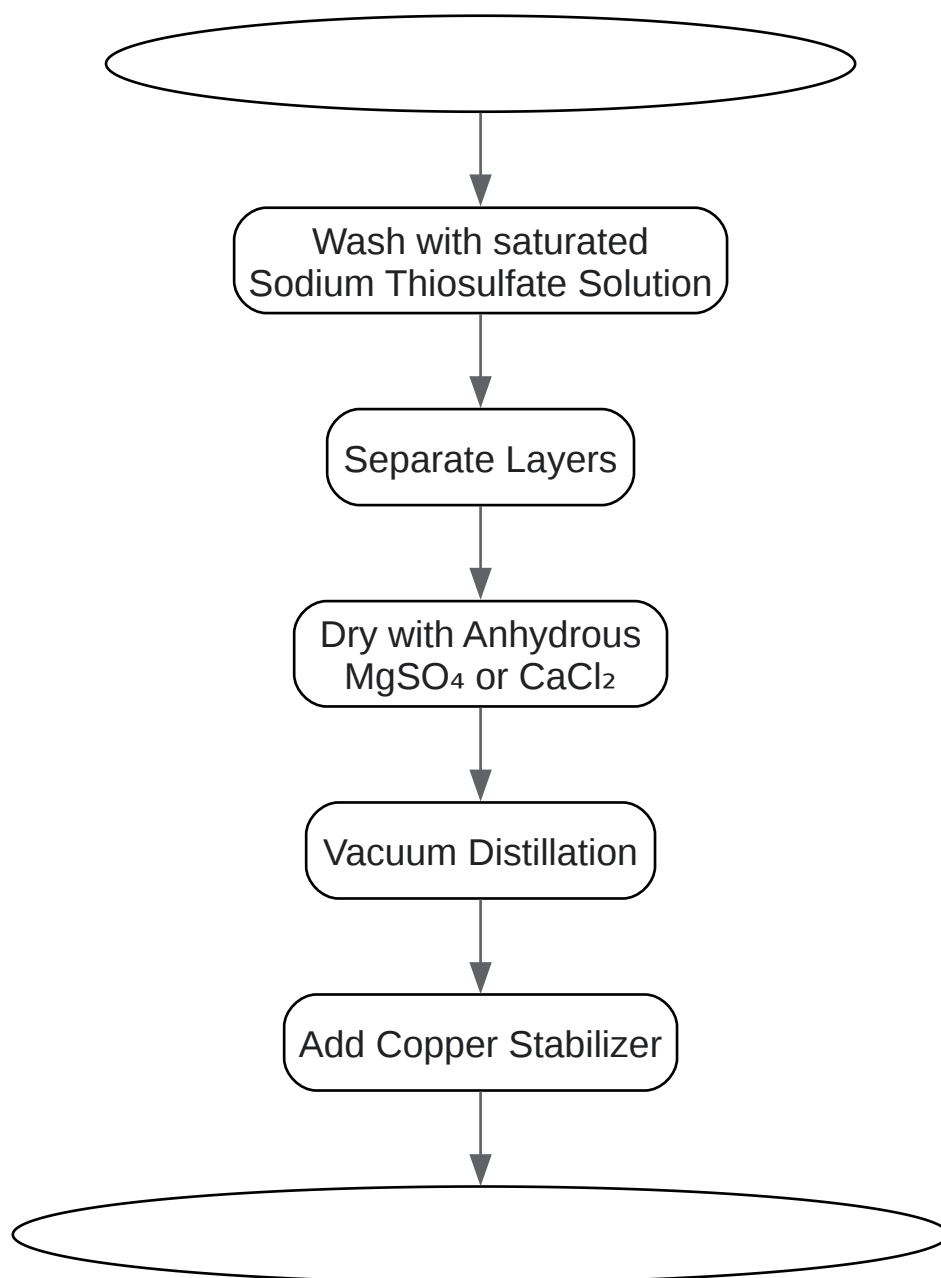 Wash with saturated
Sodium Thiosulfate Solution
Separate Layers
Dry with Anhydrous
MgSO₄ or CaCl₂
Vacuum Distillation
Add Copper Stabilizer